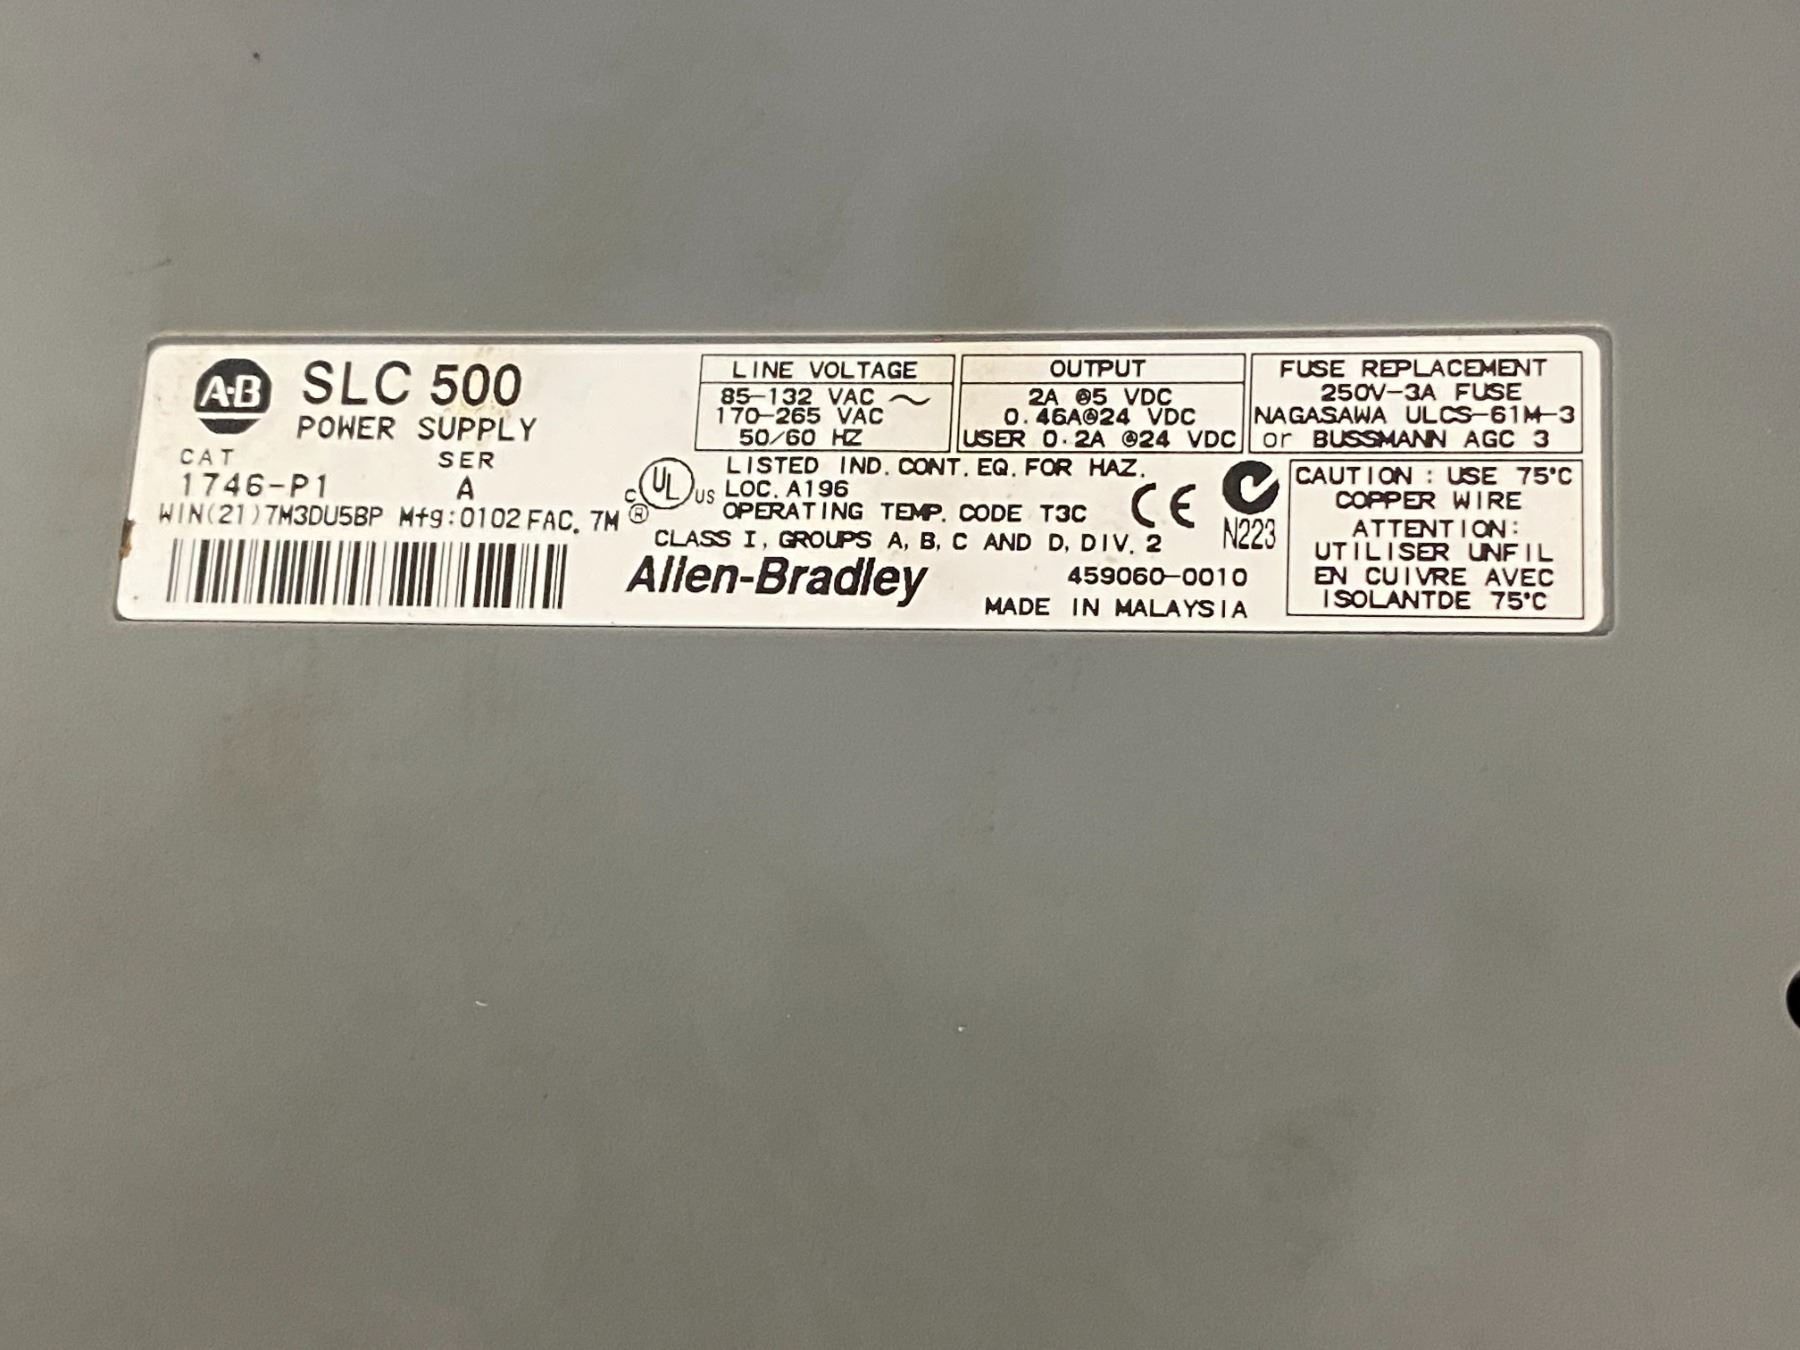 A-B SLC 500
POWER SUPPLY
CAT SER
1746-P1 A
WIN(21)7M3DU5BP Mfg:0102 FAC. 7M
LINE VOLTAGE
85-132 VAC ~
170-265 VAC
50/60 HZ
OUTPUT
2A @5 VDC
0.46A@24 VDC
USER 0.2A @24 VDC
FUSE REPLACEMENT
250V-3A FUSE
NAGASAWA ULCS-61M-3
or BUSSMANN AGC 3
C UL US ®
LISTED IND. CONT. EQ. FOR HAZ.
LOC. A196
OPERATING TEMP. CODE T3C
CLASS I, GROUPS A, B, C AND D, DIV. 2
CE
N223
Allen-Bradley
459060-0010
MADE IN MALAYSIA
CAUTION : USE 75°C
COPPER WIRE
ATTENTION:
UTILISER UNFIL
EN CUIVRE AVEC
ISOLANTDE 75°C